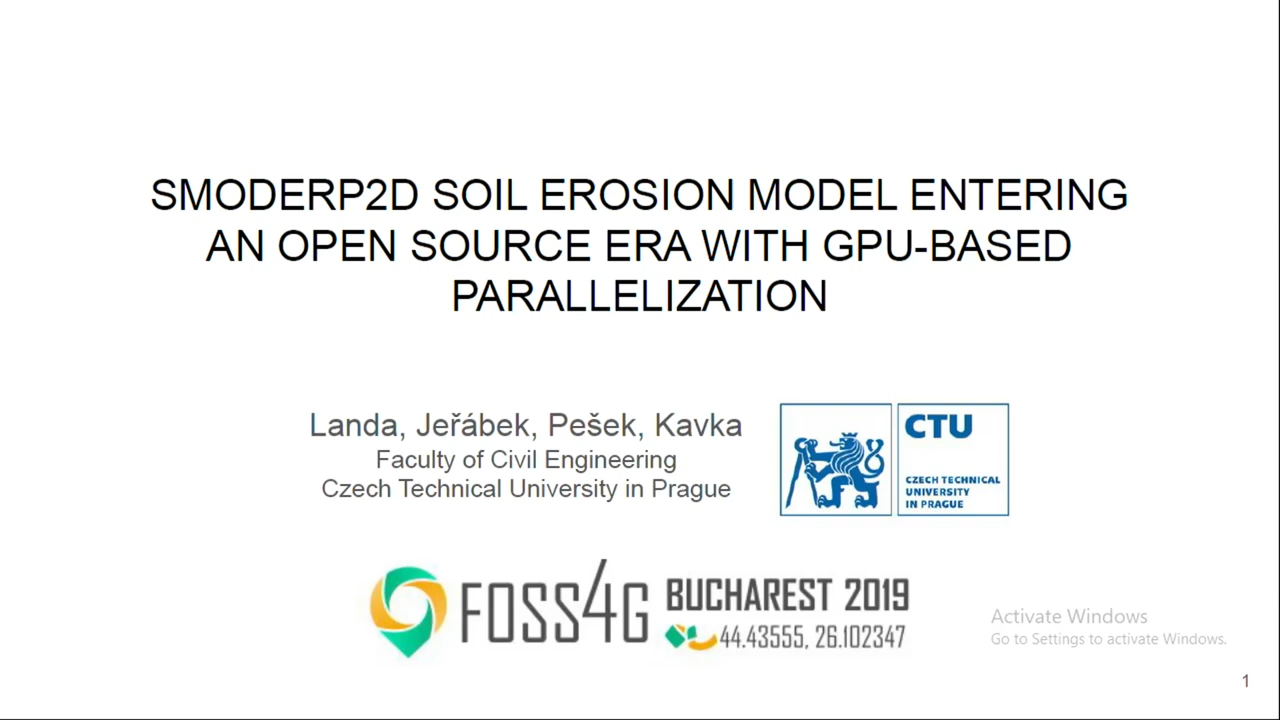 SMODERP2D SOIL EROSION MODEL ENTERING
AN OPEN SOURCE ERA WITH GPU-BASED
PARALLELIZATION
Landa, Jeřábek, Pešek, Kavka
Faculty of Civil Engineering
Czech Technical University in Prague
CTU
CZECH TECHNICAL
UNIVERSITY
IN PRAGUE
FOSS4G
BUCHAREST 2019
44.43555, 26.102347
Activate Windows
Go to Settings to activate Windows.
1